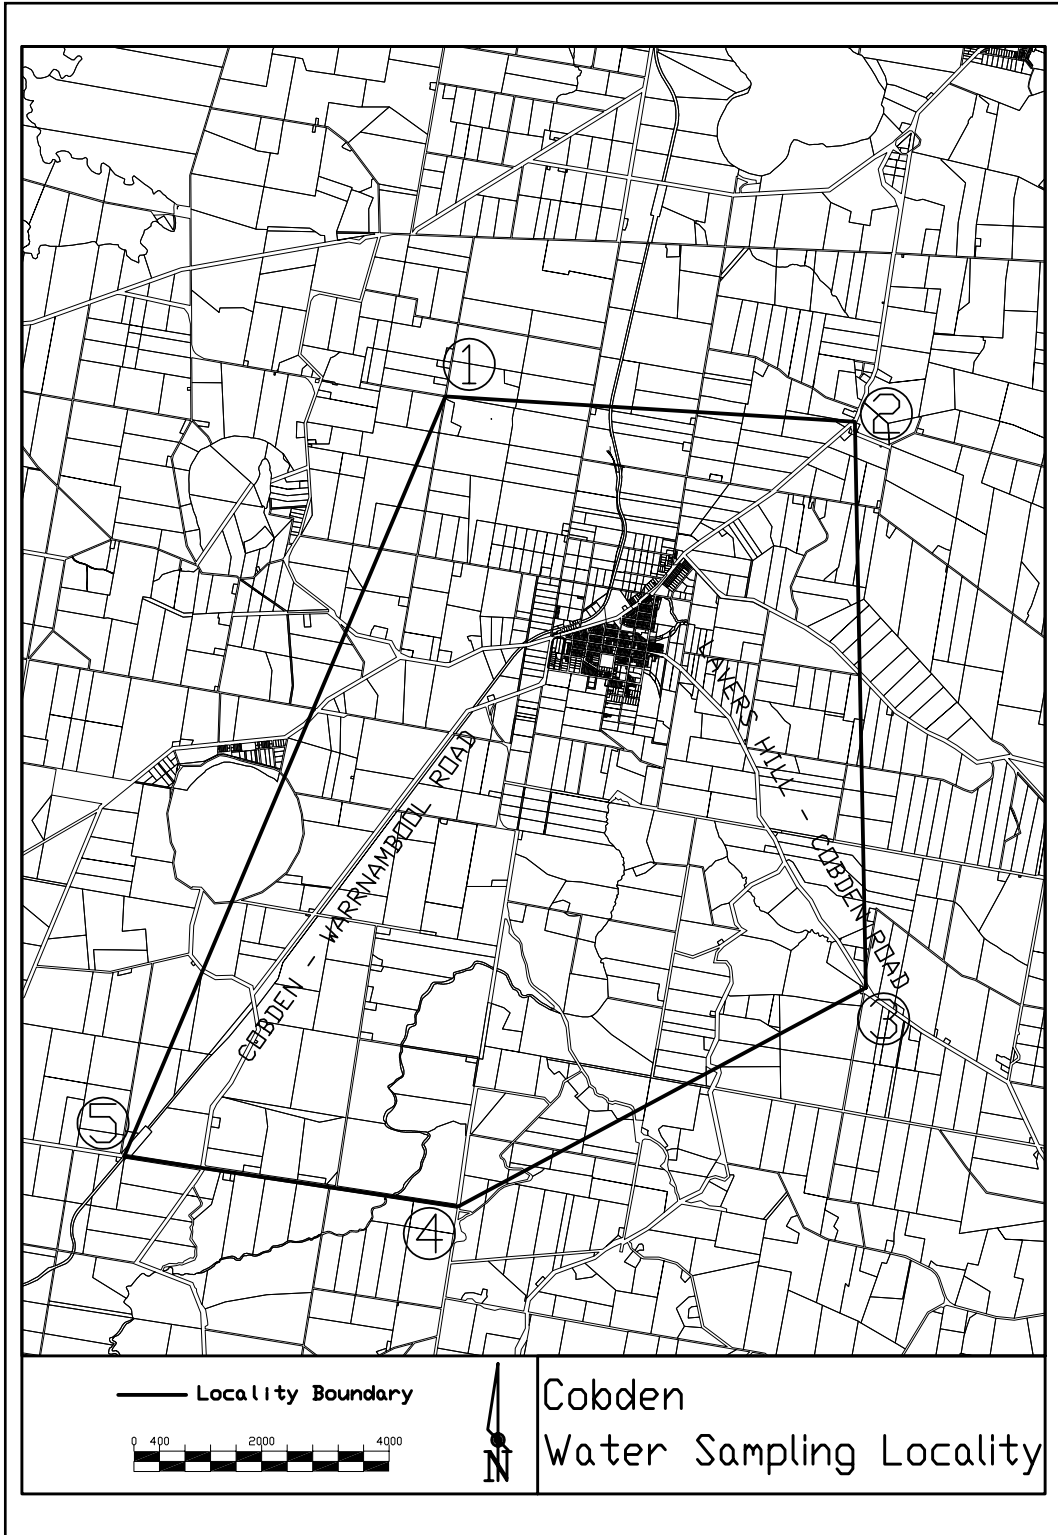 1
2
LAVERS HILL - COBDEN ROAD
COBDEN - WARRNAMBOOL ROAD
3
5
4
Locality Boundary
0 400 2000 4000
N
Cobden
Water Sampling Locality